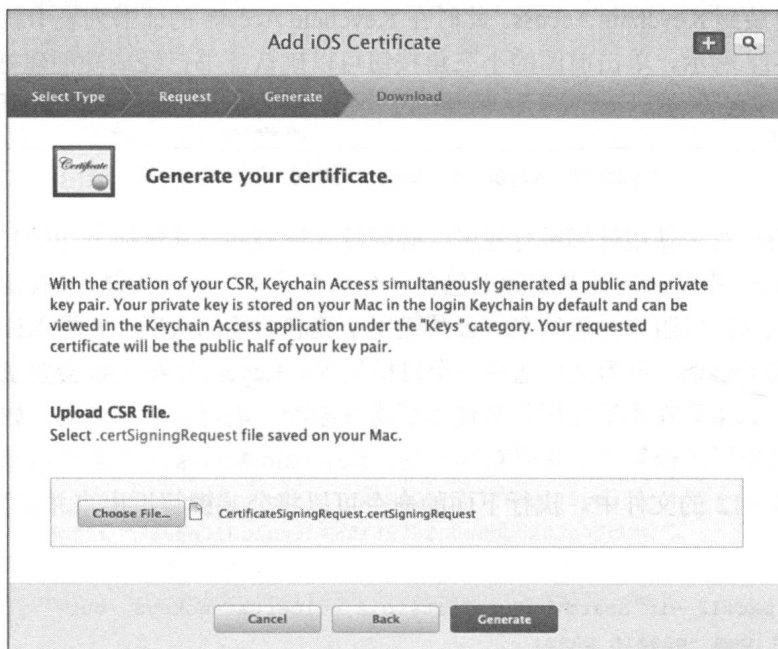 Add iOS Certificate
Select Type
Request
Generate
Download
Certificate
Generate your certificate.
With the creation of your CSR, Keychain Access simultaneously generated a public and private
key pair. Your private key is stored on your Mac in the login Keychain by default and can be
viewed in the Keychain Access application under the "Keys" category. Your requested
certificate will be the public half of your key pair.
Upload CSR file.
Select .certSigningRequest file saved on your Mac.
Choose File...
CertificateSigningRequest.certSigningRequest
Cancel
Back
Generate